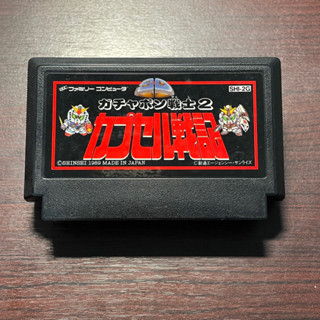 ファミリー コンピュータ
SHI-2G
ガチャポン戦士2
カプセル戦記
©SHINSEI 1989 MADE IN JAPAN
©創通エージェンシー・サンライズ